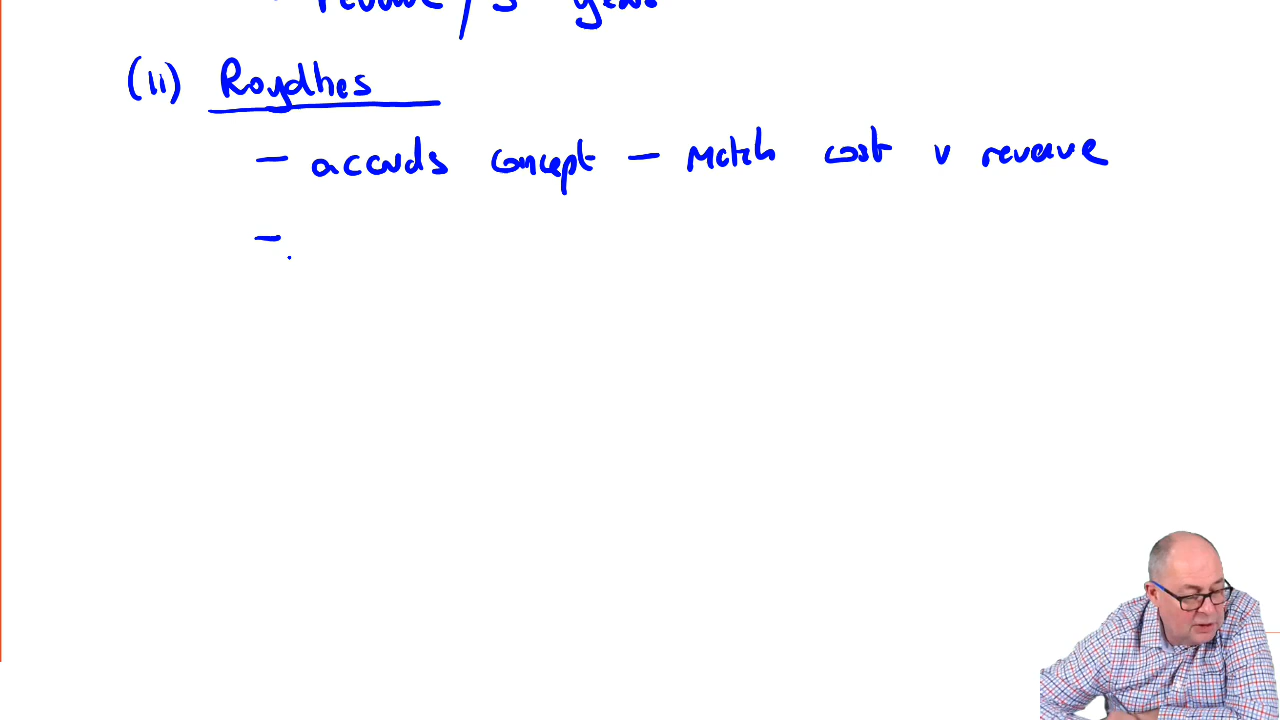 (ii) Royalties
- accruals concept - match cost v revenue
-